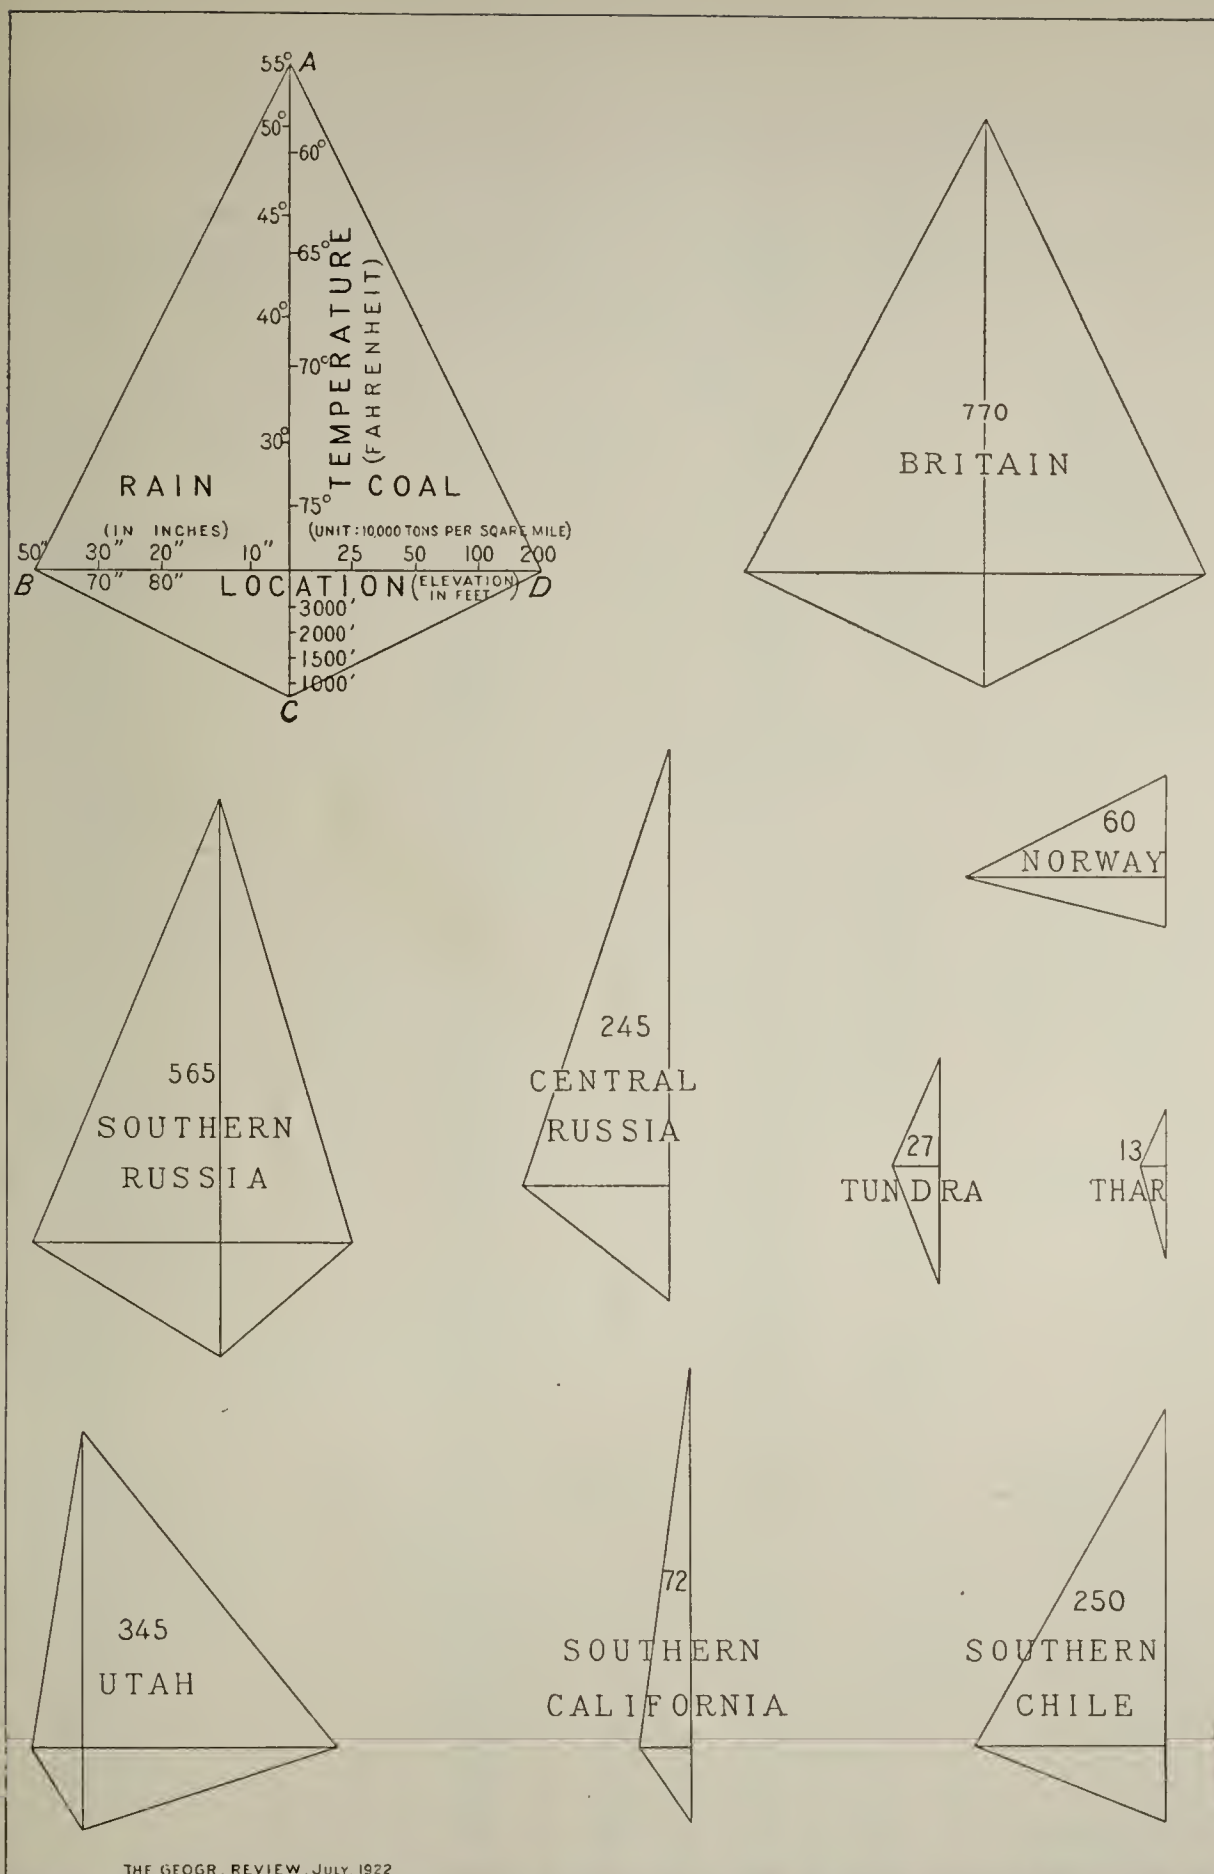 55° A
50°
60°
45°
65°
40°
70°
30°
75°
TEMPERATURE
(FAHRENHEIT)
RAIN
COAL
(IN INCHES)
(UNIT: 10,000 TONS PER SQARE MILE)
50" 30" 20" 10" 25 50 100 200
B 70" 80" LOCATION (ELEVATION IN FEET) D
3000'
2000'
1500'
1000'
C
770
BRITAIN
60
NORWAY
565
SOUTHERN
RUSSIA
245
CENTRAL
RUSSIA
27
TUNDRA
13
THAR
345
UTAH
72
SOUTHERN
CALIFORNIA
250
SOUTHERN
CHILE
THE GEOGR. REVIEW, JULY, 1922